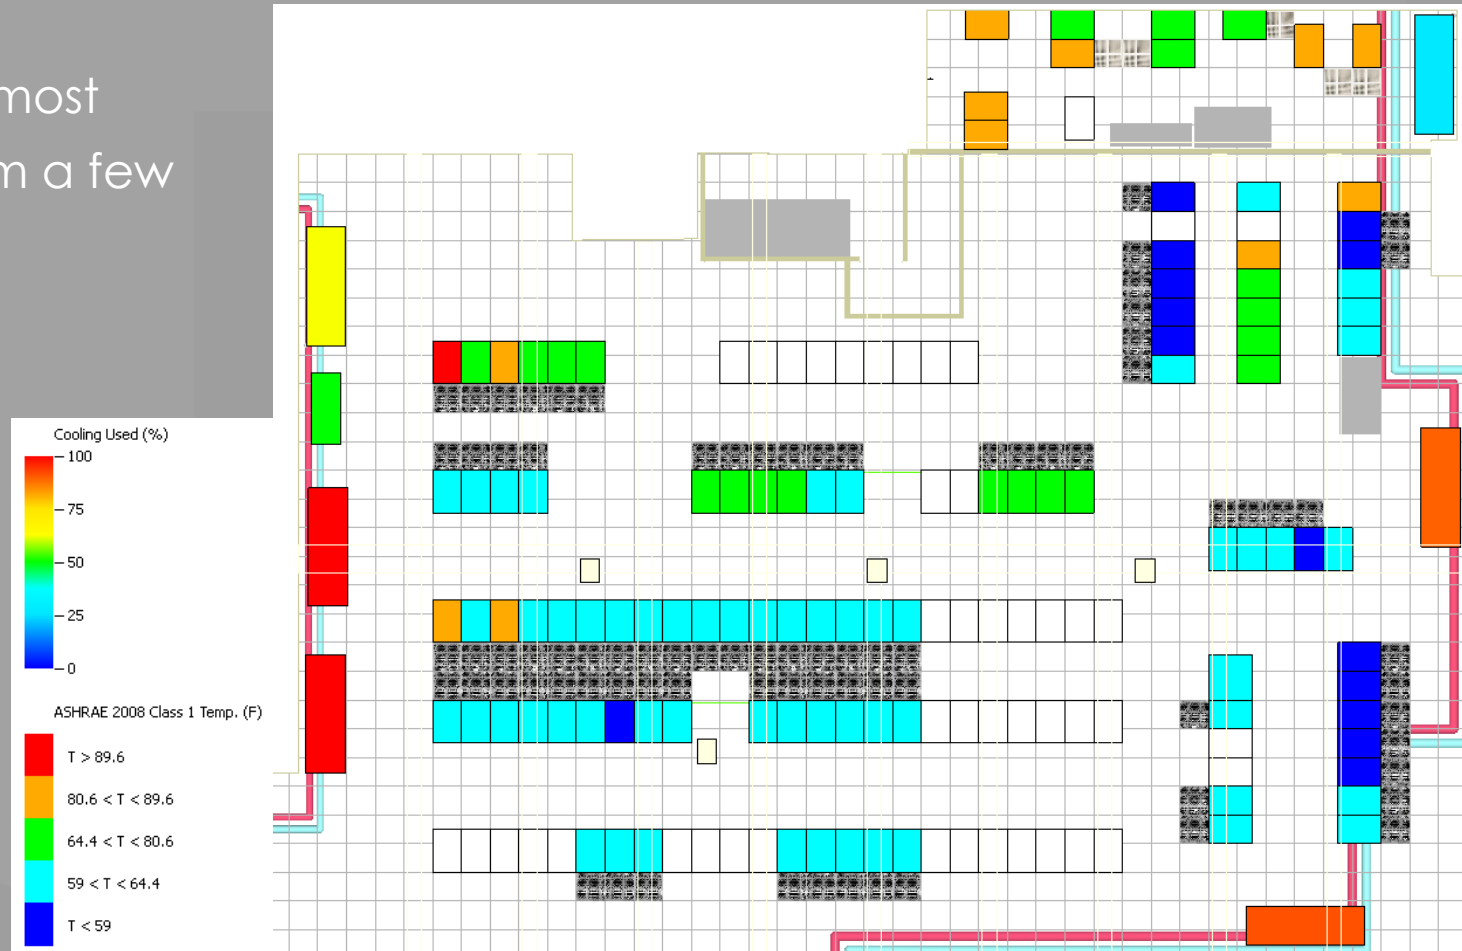 most
m a few
Cooling Used (%)
100
75
50
25
0
ASHRAE 2008 Class 1 Temp. (F)
T > 89.6
80.6 < T < 89.6
64.4 < T < 80.6
59 < T < 64.4
T < 59